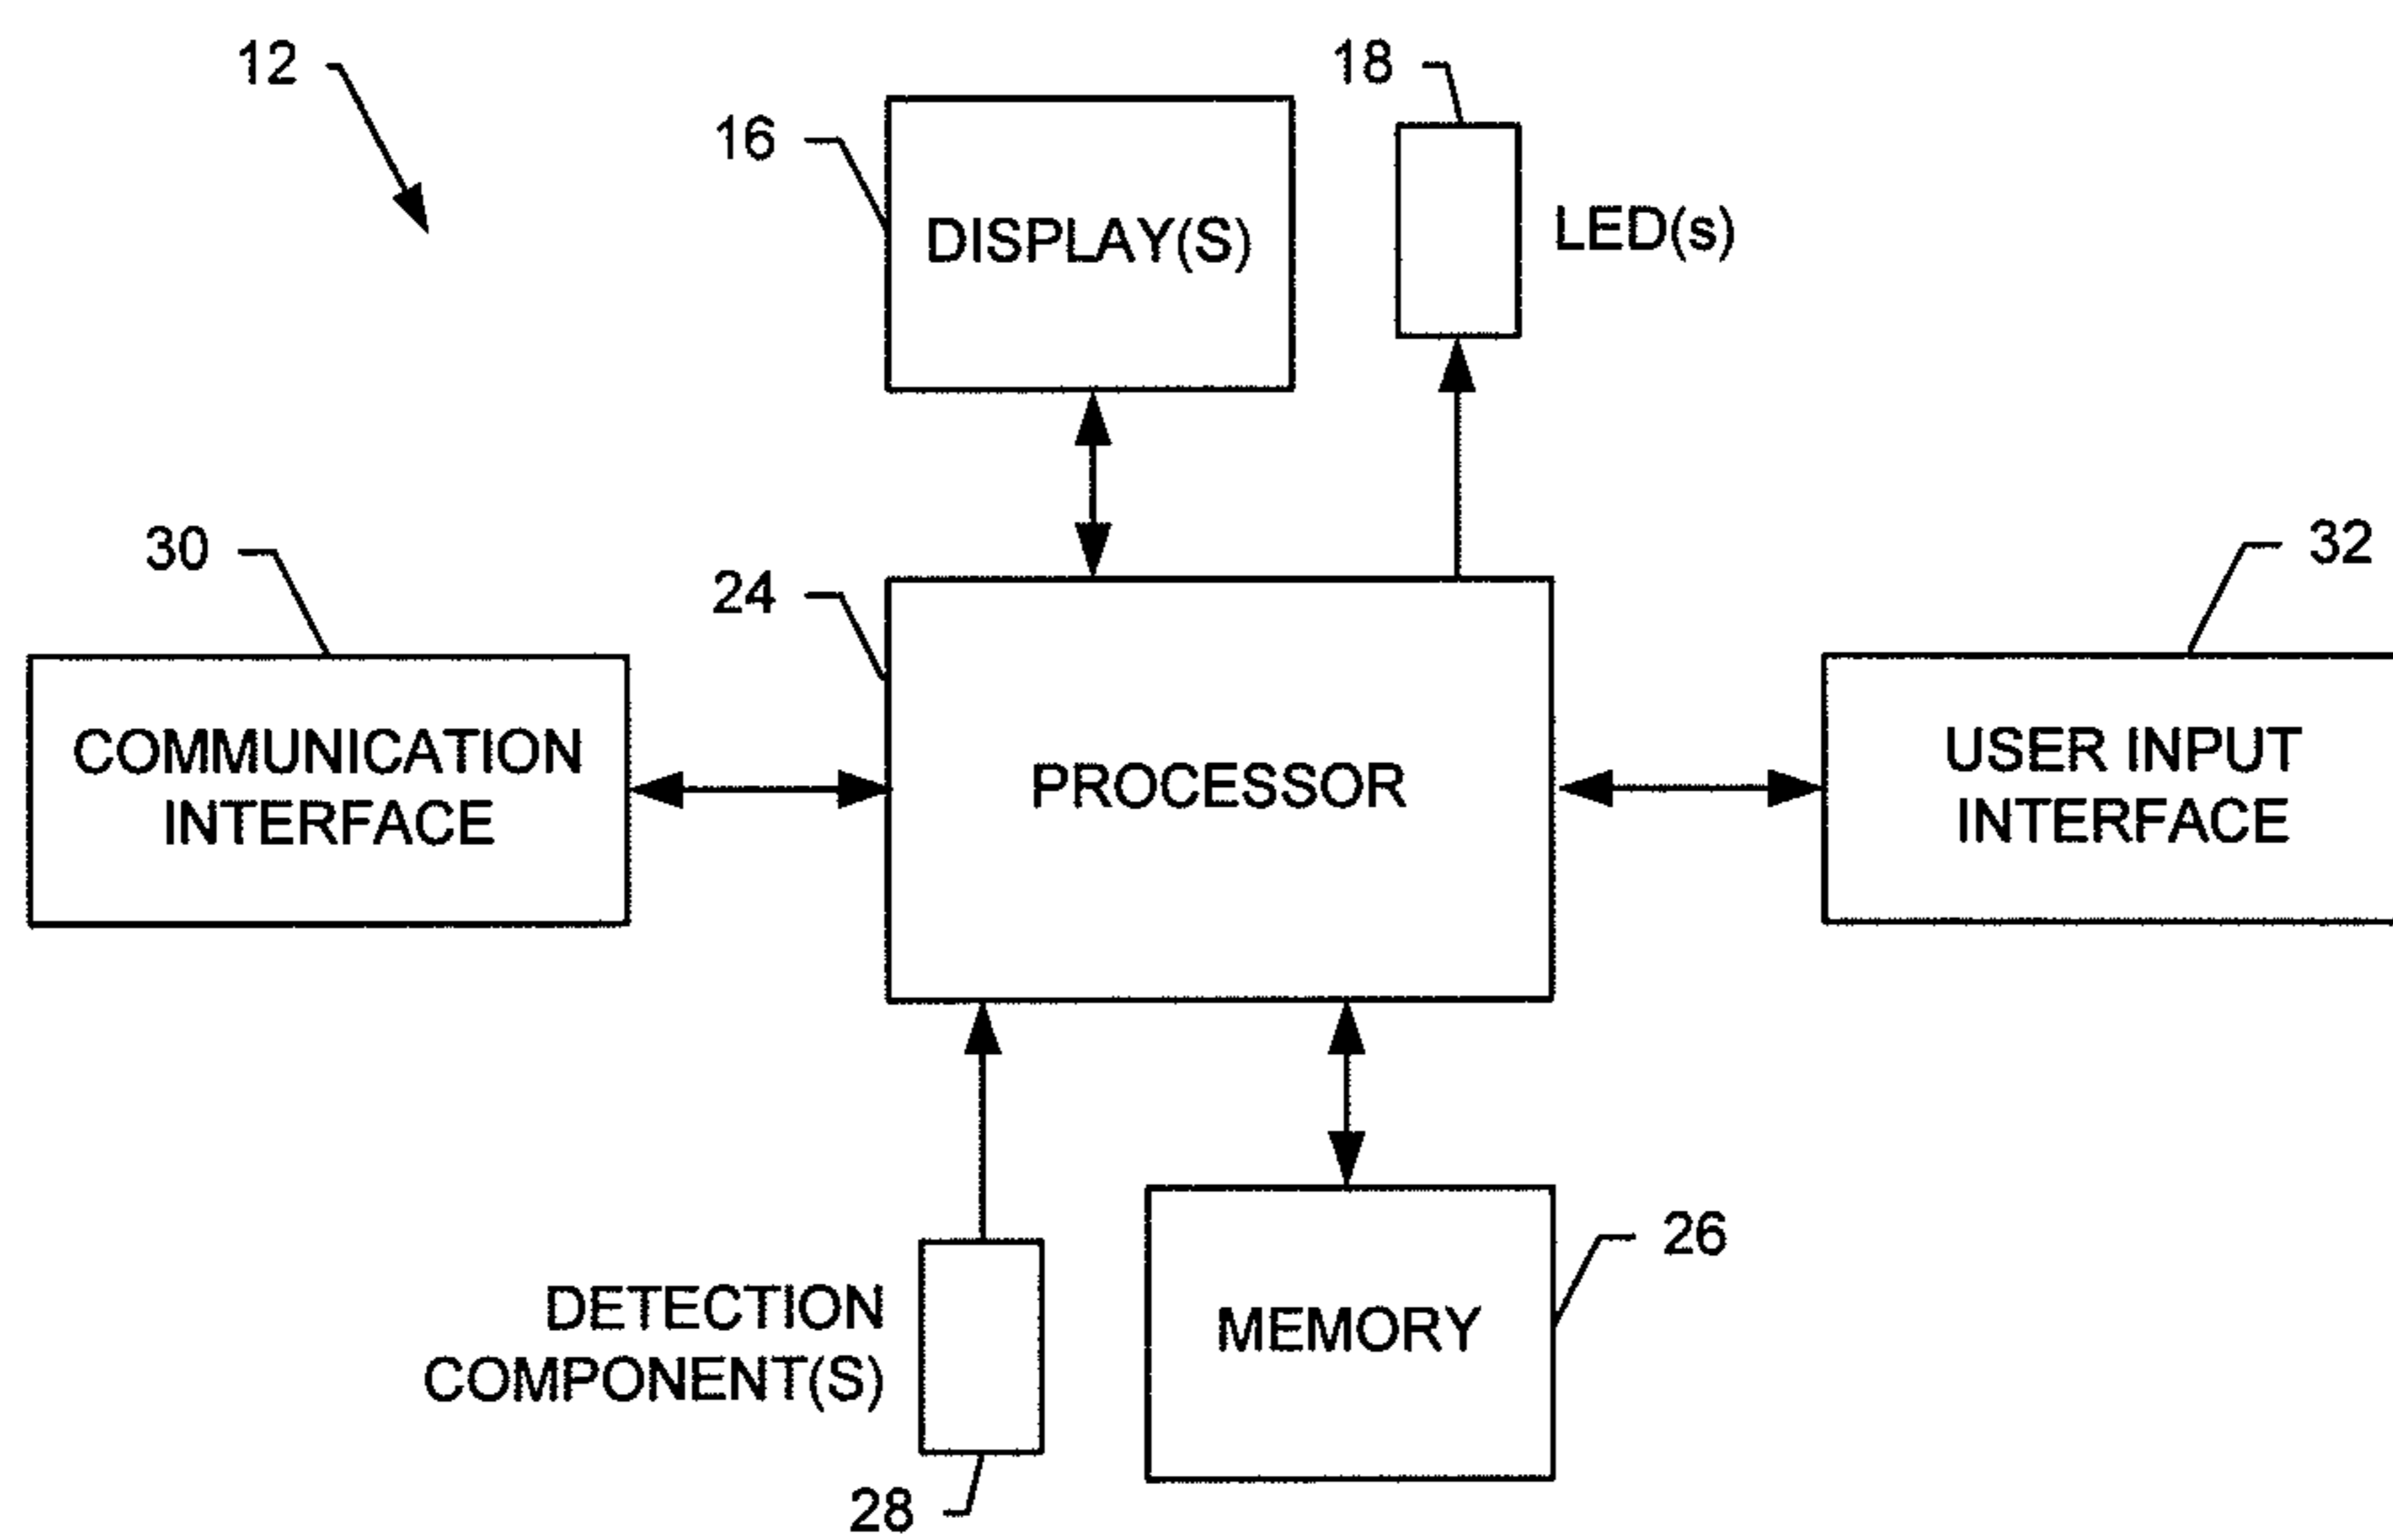 12
18
16
DISPLAY(S)
LED(s)
30
24
32
COMMUNICATION
INTERFACE
PROCESSOR
USER INPUT
INTERFACE
26
DETECTION
COMPONENT(S)
MEMORY
28